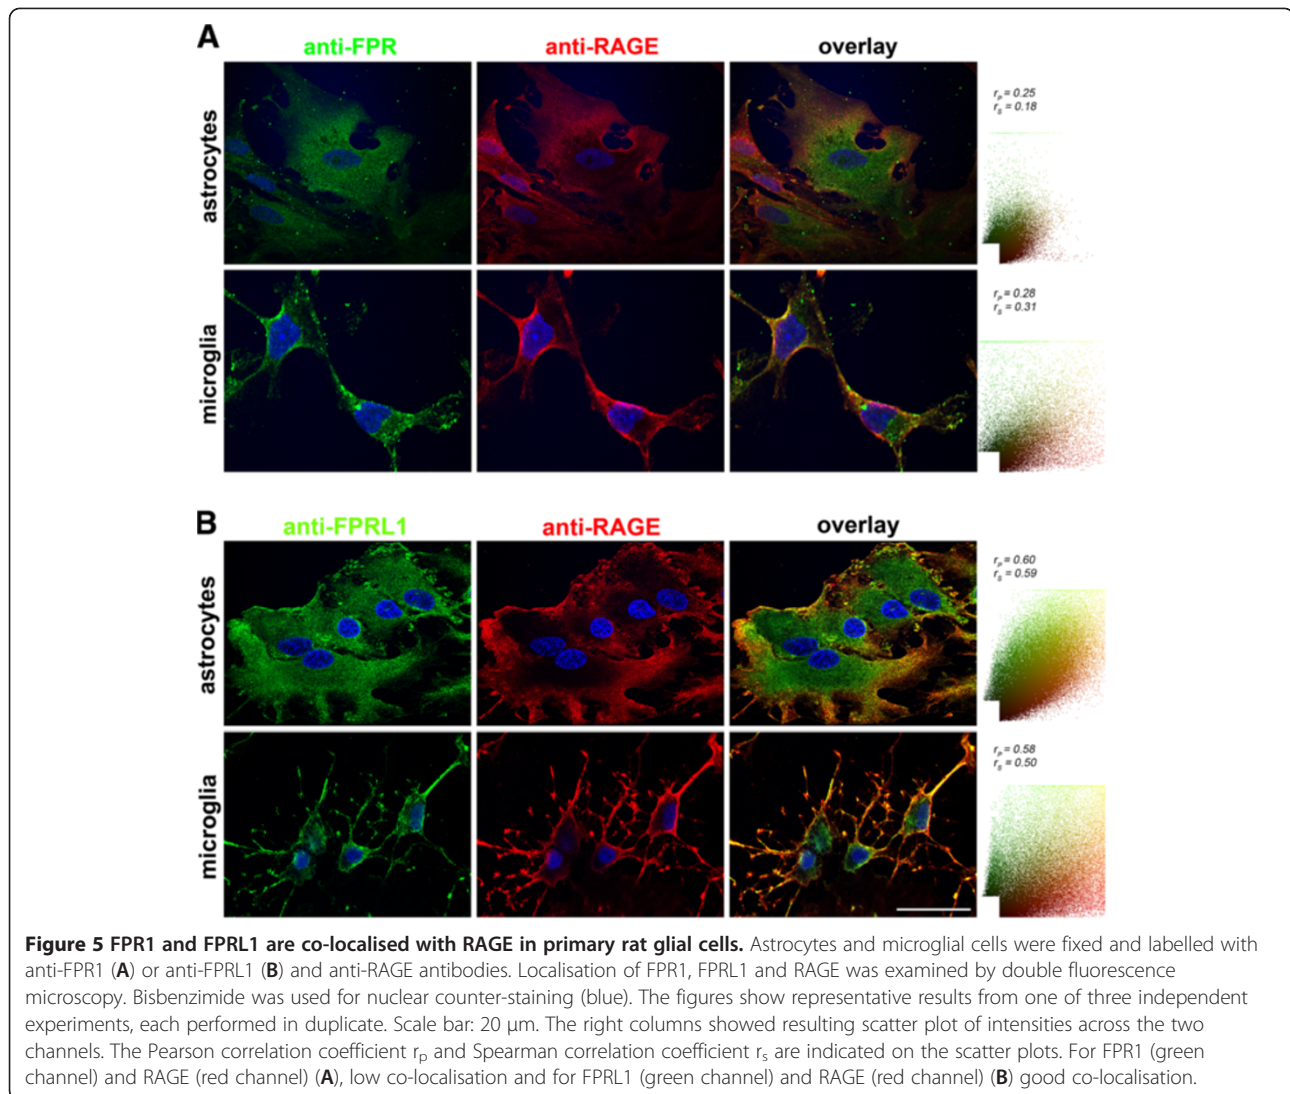 A
anti-FPR anti-RAGE overlay
astrocytes
rP = 0.25
rS = 0.18
microglia
rP = 0.28
rS = 0.31
B
anti-FPRL1 anti-RAGE overlay
astrocytes
rP = 0.60
rS = 0.59
microglia
rP = 0.58
rS = 0.50
Figure 5 FPR1 and FPRL1 are co-localised with RAGE in primary rat glial cells. Astrocytes and microglial cells were fixed and labelled with
anti-FPR1 (A) or anti-FPRL1 (B) and anti-RAGE antibodies. Localisation of FPR1, FPRL1 and RAGE was examined by double fluorescence
microscopy. Bisbenzimide was used for nuclear counter-staining (blue). The figures show representative results from one of three independent
experiments, each performed in duplicate. Scale bar: 20 μm. The right columns showed resulting scatter plot of intensities across the two
channels. The Pearson correlation coefficient rp and Spearman correlation coefficient rs are indicated on the scatter plots. For FPR1 (green
channel) and RAGE (red channel) (A), low co-localisation and for FPRL1 (green channel) and RAGE (red channel) (B) good co-localisation.